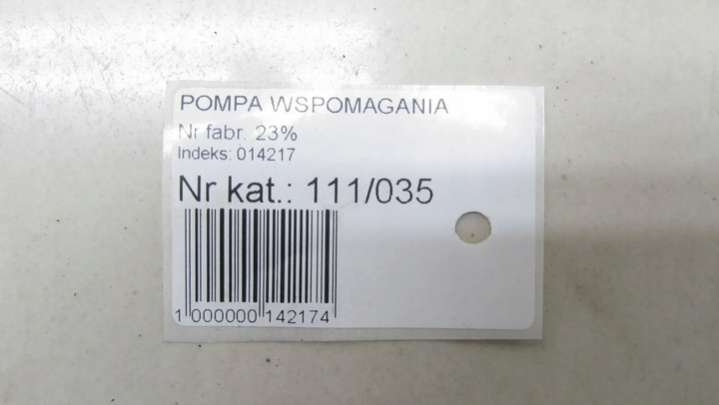 POMPA WSPOMAGANIA
Nr fabr. 23%
Indeks: 014217
Nr kat.: 111/035
1 000000 142174